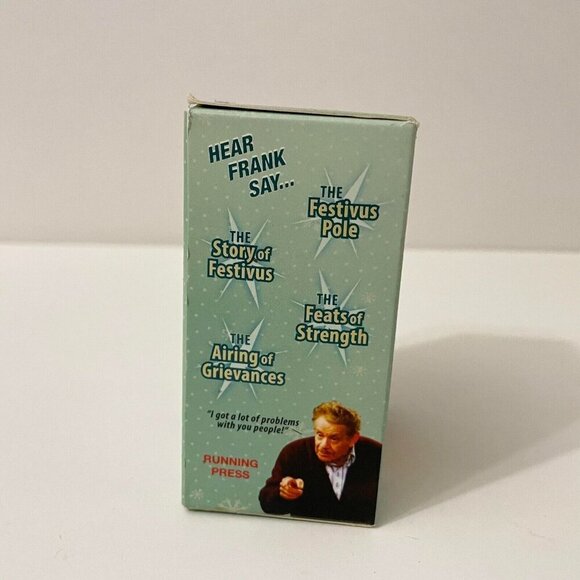 HEAR
FRANK
SAY...
THE
Festivus
Pole
THE
Story of
Festivus
THE
Feats of
Strength
THE
Airing of
Grievances
"I got a lot of problems
with you people!"
RUNNING
PRESS